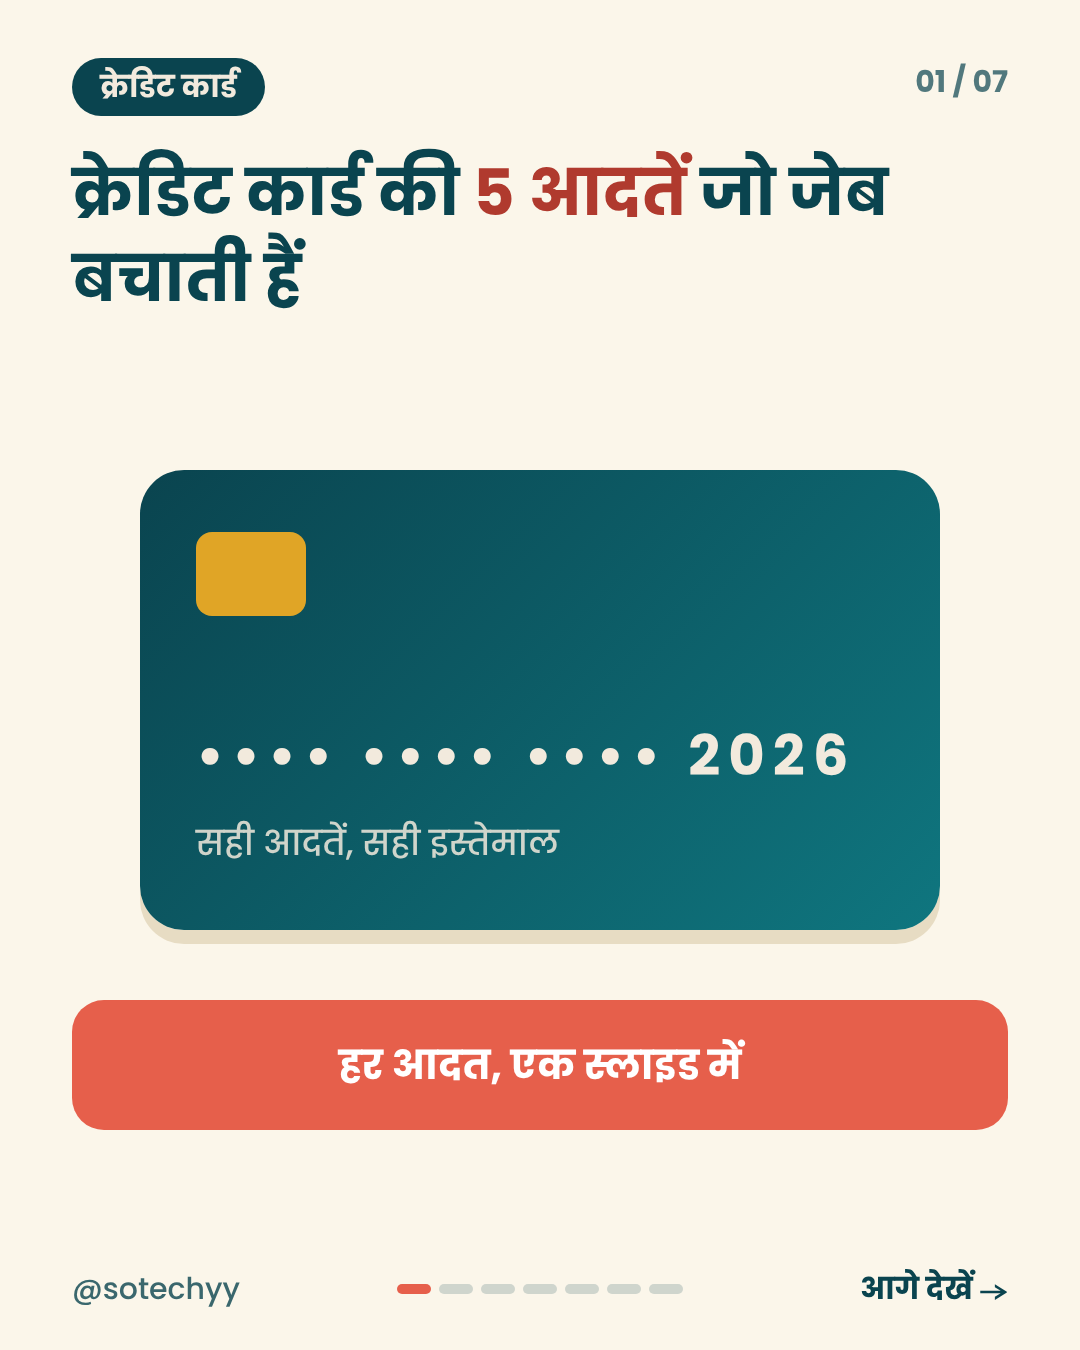 क्रेडिट कार्ड
01 / 07
क्रेडिट कार्ड की 5 आदतें जो जेब
बचाती हैं
•••• •••• •••• 2026
सही आदतें, सही इस्तेमाल
हर आदत, एक स्लाइड में
@sotechyy
आगे देखें →